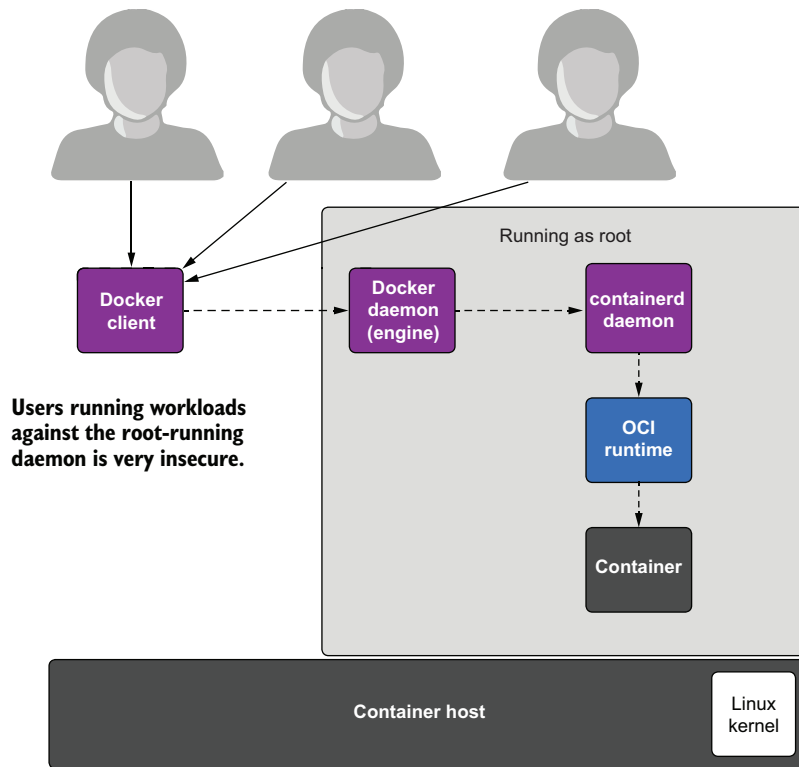 Running as root
Docker
client
Docker
daemon
(engine)
containerd
daemon
Users running workloads
against the root-running
daemon is very insecure.
OCI
runtime
Container
Container host
Linux
kernel